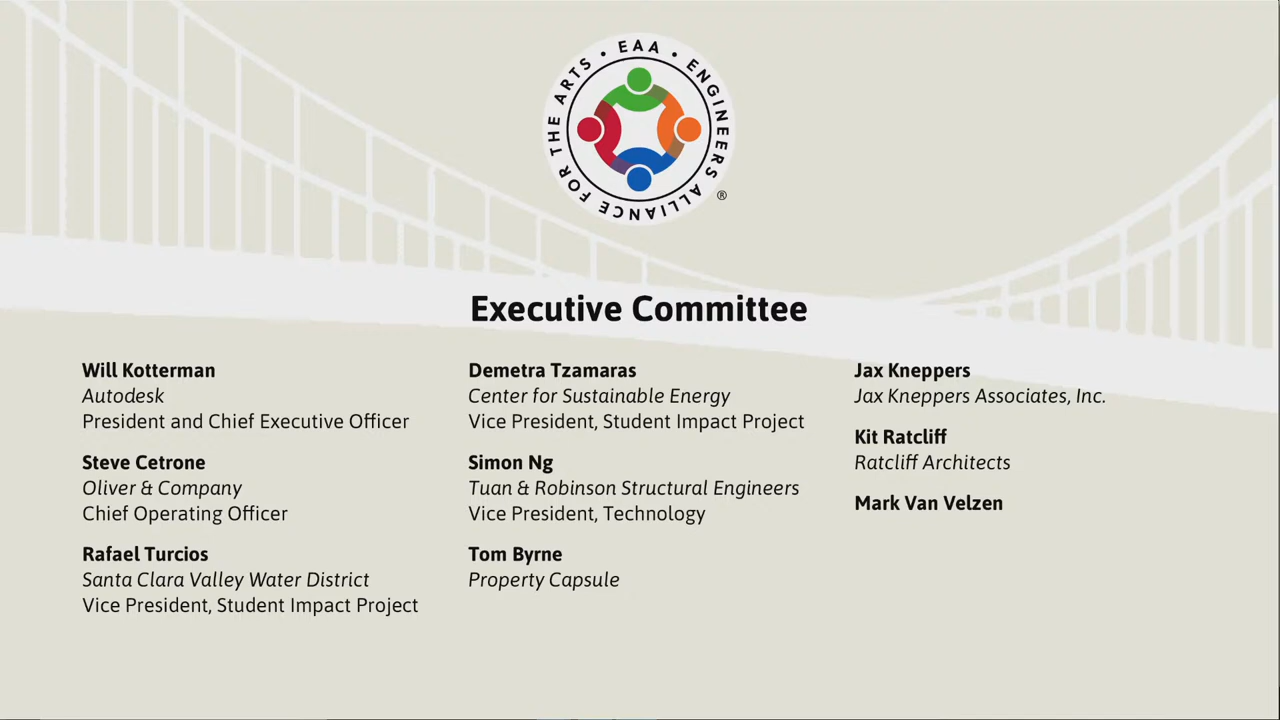 EAA • ENGINEERS ALLIANCE FOR THE ARTS •
®
Executive Committee
Will Kotterman
Autodesk
President and Chief Executive Officer
Steve Cetrone
Oliver & Company
Chief Operating Officer
Rafael Turcios
Santa Clara Valley Water District
Vice President, Student Impact Project
Demetra Tzamaras
Center for Sustainable Energy
Vice President, Student Impact Project
Simon Ng
Tuan & Robinson Structural Engineers
Vice President, Technology
Tom Byrne
Property Capsule
Jax Kneppers
Jax Kneppers Associates, Inc.
Kit Ratcliff
Ratcliff Architects
Mark Van Velzen